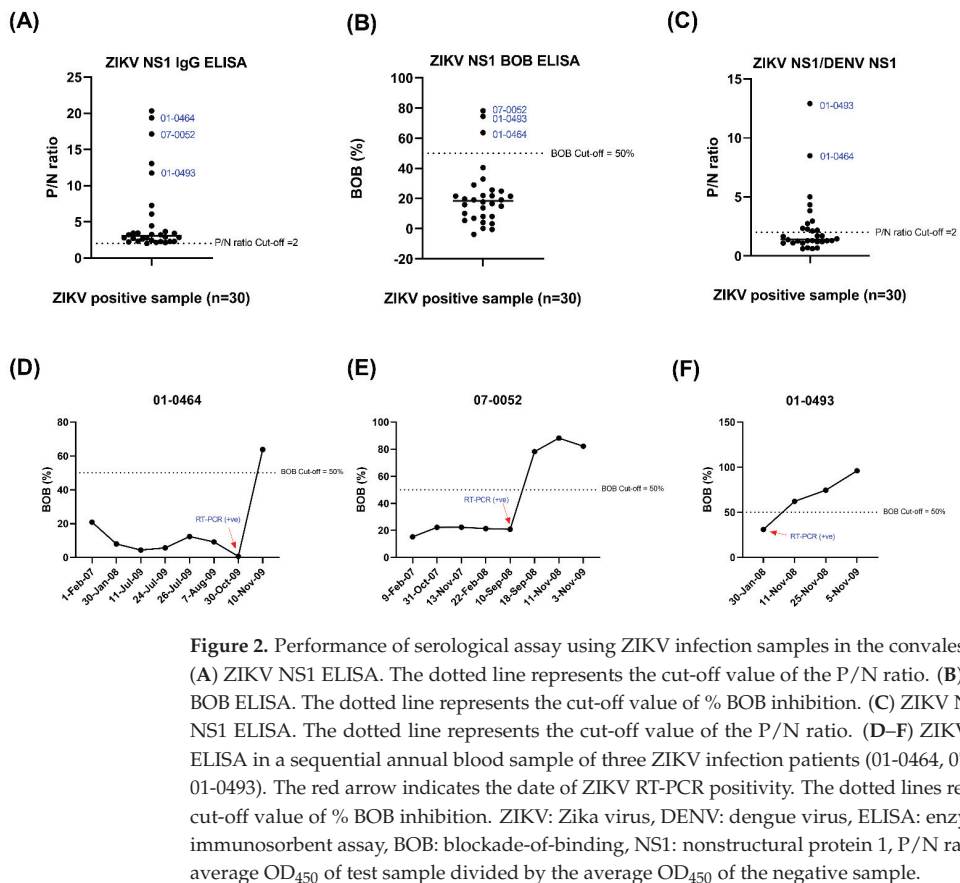 (A)
ZIKV NS1 IgG ELISA
P/N ratio
25
20
15
10
5
0
01-0464
07-0052
01-0493
P/N ratio Cut-off =2
ZIKV positive sample (n=30)
(B)
ZIKV NS1 BOB ELISA
BOB (%)
100
80
60
40
20
0
-20
07-0052
01-0493
01-0464
BOB Cut-off = 50%
ZIKV positive sample (n=30)
(C)
ZIKV NS1/DENV NS1
P/N ratio
15
10
5
0
01-0493
01-0464
P/N ratio Cut-off =2
ZIKV positive sample (n=30)
(D)
01-0464
BOB (%)
80
60
40
20
0
BOB Cut-off = 50%
RT-PCR (+ve)
1-Feb-07
30-Jan-08
11-Jul-09
24-Jul-09
26-Jul-09
7-Aug-09
30-Oct-09
10-Nov-09
(E)
07-0052
BOB (%)
100
80
60
40
20
0
BOB Cut-off = 50%
RT-PCR (+ve)
9-Feb-07
31-Oct-07
13-Nov-07
22-Feb-08
10-Sep-08
18-Sep-08
11-Nov-08
3-Nov-09
(F)
01-0493
BOB (%)
150
100
50
0
BOB Cut-off = 50%
RT-PCR (+ve)
30-Jan-08
11-Nov-08
25-Nov-08
5-Nov-09
Figure 2. Performance of serological assay using ZIKV infection samples in the convales
(A) ZIKV NS1 ELISA. The dotted line represents the cut-off value of the P/N ratio. (B)
BOB ELISA. The dotted line represents the cut-off value of % BOB inhibition. (C) ZIKV N
NS1 ELISA. The dotted line represents the cut-off value of the P/N ratio. (D–F) ZIKV
ELISA in a sequential annual blood sample of three ZIKV infection patients (01-0464, 0
01-0493). The red arrow indicates the date of ZIKV RT-PCR positivity. The dotted lines re
cut-off value of % BOB inhibition. ZIKV: Zika virus, DENV: dengue virus, ELISA: enzy
immunosorbent assay, BOB: blockade-of-binding, NS1: nonstructural protein 1, P/N ra
average OD450 of test sample divided by the average OD450 of the negative sample.